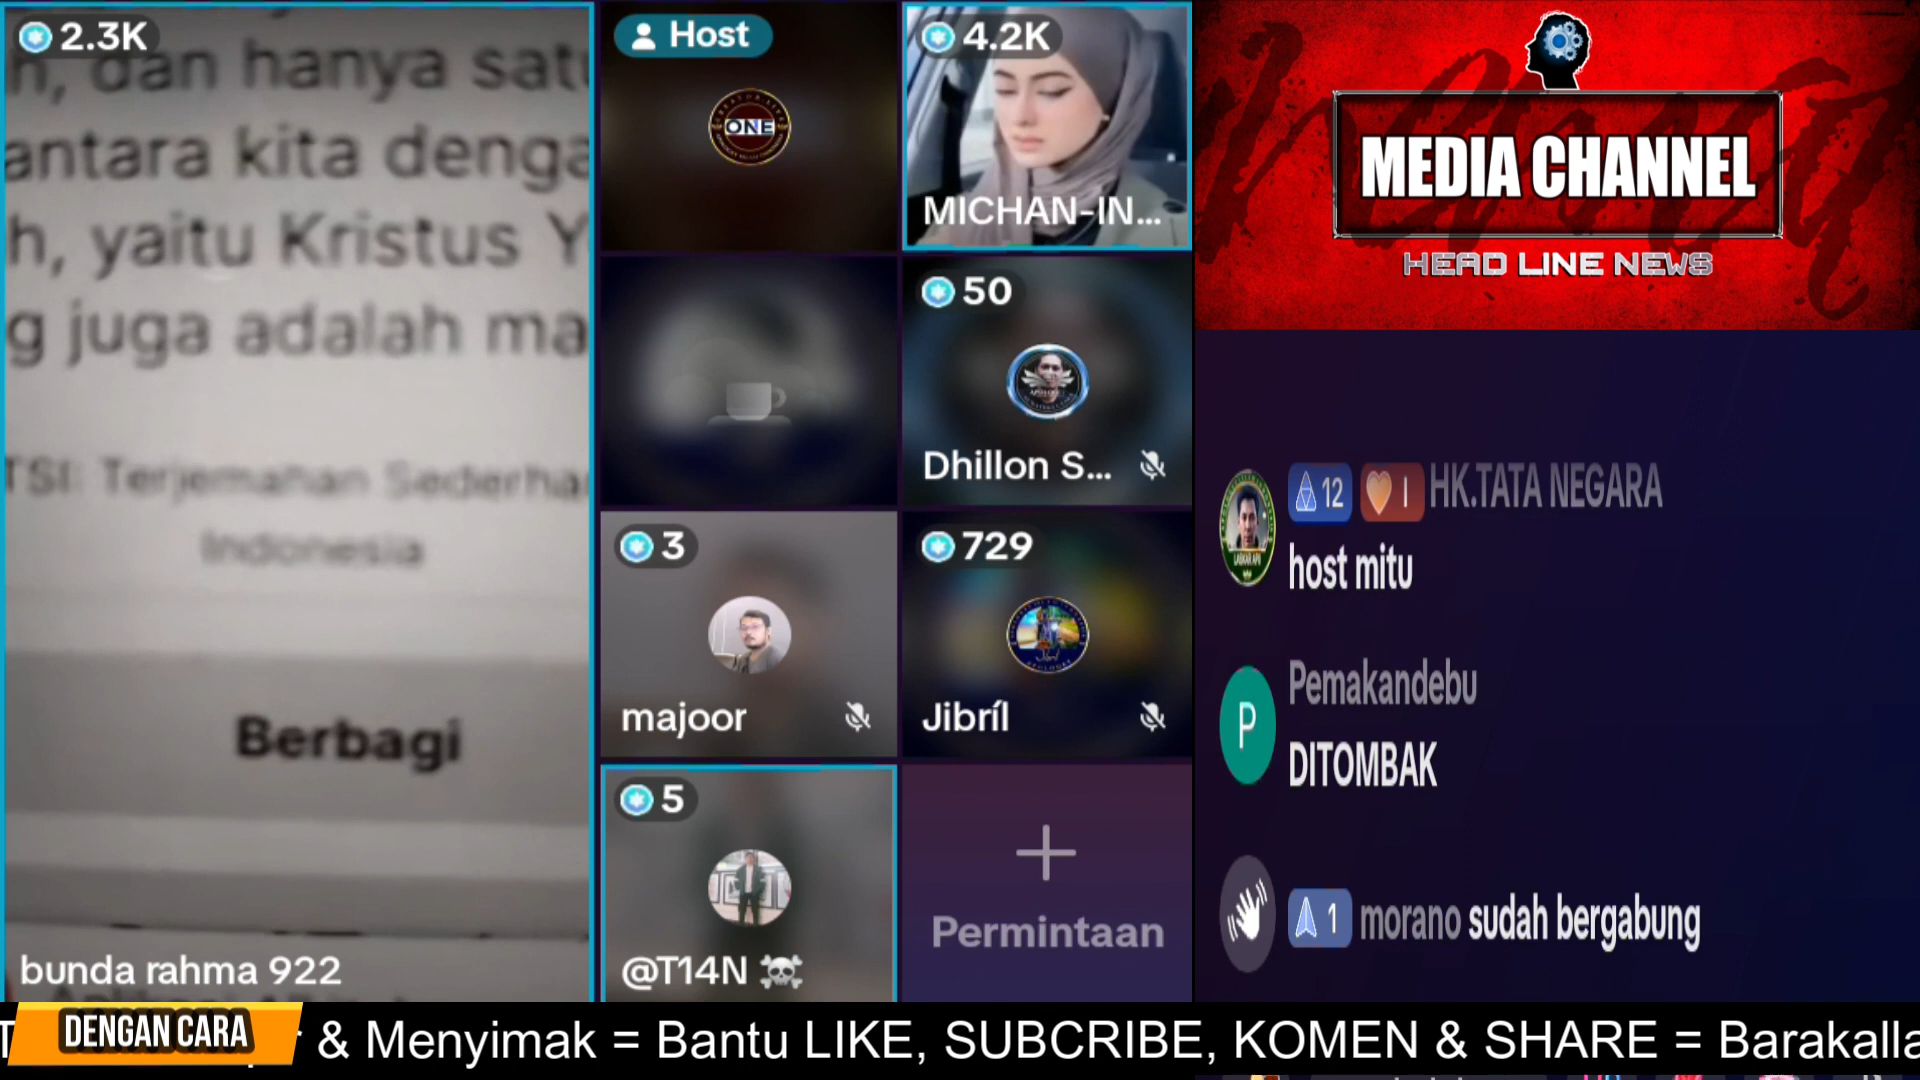 2.3K
h, dan hanya satu
antara kita denga
h, yaitu Kristus Y
g juga adalah ma
TSI: Terjemahan Sederha
Indonesia
Berbagi
bunda rahma 922
Host
ONE
4.2K
MICHAN-IN...
50
Dhillon S...
3
majoor
729
Jibríl
5
@T14N ☠
Permintaan
MEDIA CHANNEL
HEAD LINE NEWS
12 I HK.TATA NEGARA
host mitu
P
Pemakandebu
DITOMBAK
1 morano sudah bergabung
DENGAN CARA
& Menyimak = Bantu LIKE, SUBCRIBE, KOMEN & SHARE = Barakalla